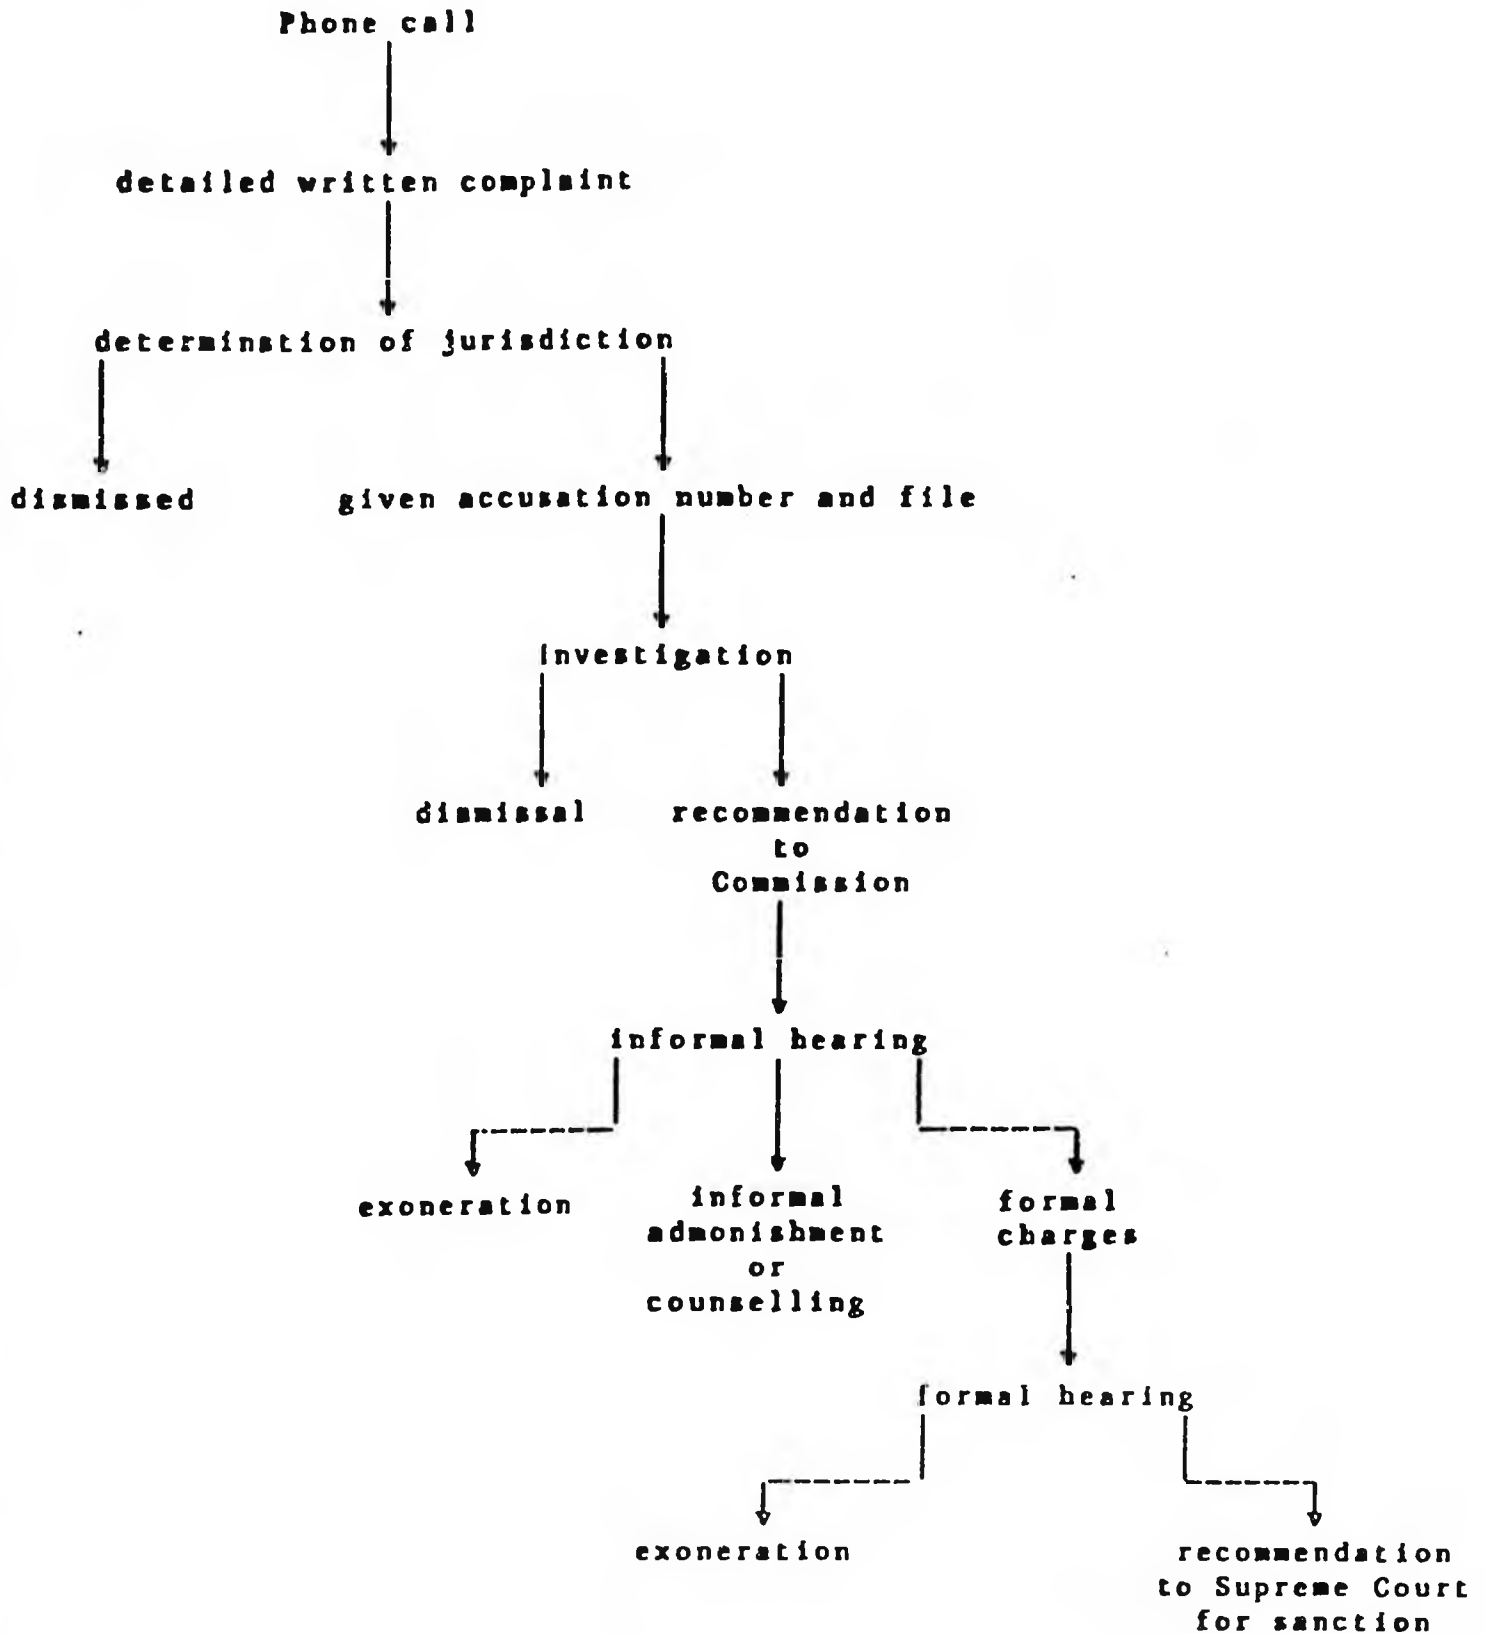 Phone call
detailed written complaint
determination of jurisdiction
dismissed
given accusation number and file
investigation
dismissal
recommendation
to
Commission
informal hearing
exoneration
informal
admonishment
or
counselling
formal
charges
formal hearing
exoneration
recommendation
to Supreme Court
for sanction